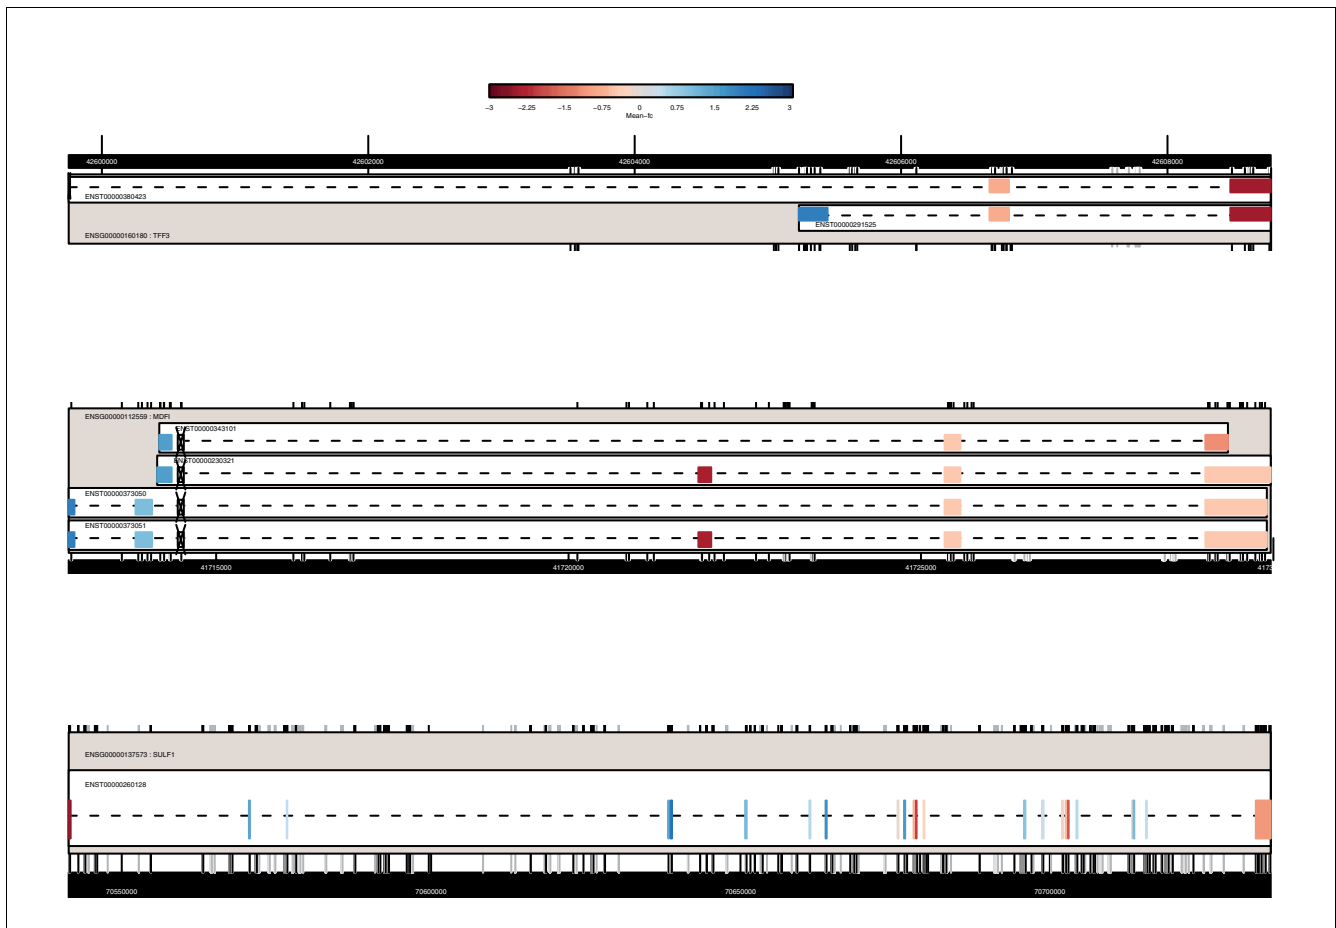 −3 −2.25 −1.5 −0.75 0 0.75 1.5 2.25 3
Mean−fc
42600000 42602000 42604000 42606000 42608000
ENST00000380423
ENST00000291525
ENSG00000160180 : TFF3
ENSG00000112559 : MDFI
ENST00000343101
ENST00000230321
ENST00000373050
ENST00000373051
41715000 41720000 41725000 4173
ENSG00000137573 : SULF1
ENST00000260128
70550000 70600000 70650000 70700000